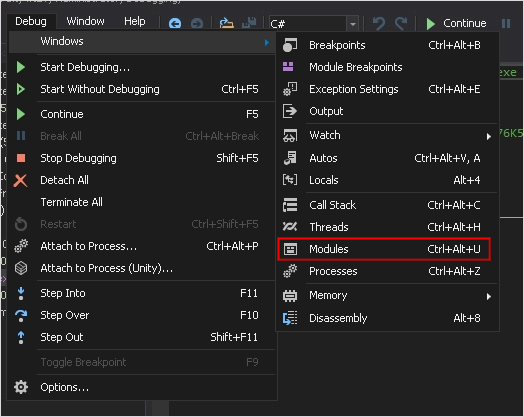 Debug Window Help C# Continue
Windows
Start Debugging...
Start Without Debugging Ctrl+F5
Continue F5
Break All Ctrl+Alt+Break
Stop Debugging Shift+F5
Detach All
Terminate All
Restart Ctrl+Shift+F5
Attach to Process... Ctrl+Alt+P
Attach to Process (Unity)...
Step Into F11
Step Over F10
Step Out Shift+F11
Toggle Breakpoint F9
Options...
Breakpoints Ctrl+Alt+B
Module Breakpoints
Exception Settings Ctrl+Alt+E
Output
Watch
Autos Ctrl+Alt+V, A
Locals Alt+4
Call Stack Ctrl+Alt+C
Threads Ctrl+Alt+H
Modules Ctrl+Alt+U
Processes Ctrl+Alt+Z
Memory
Disassembly Alt+8
exe
76K5